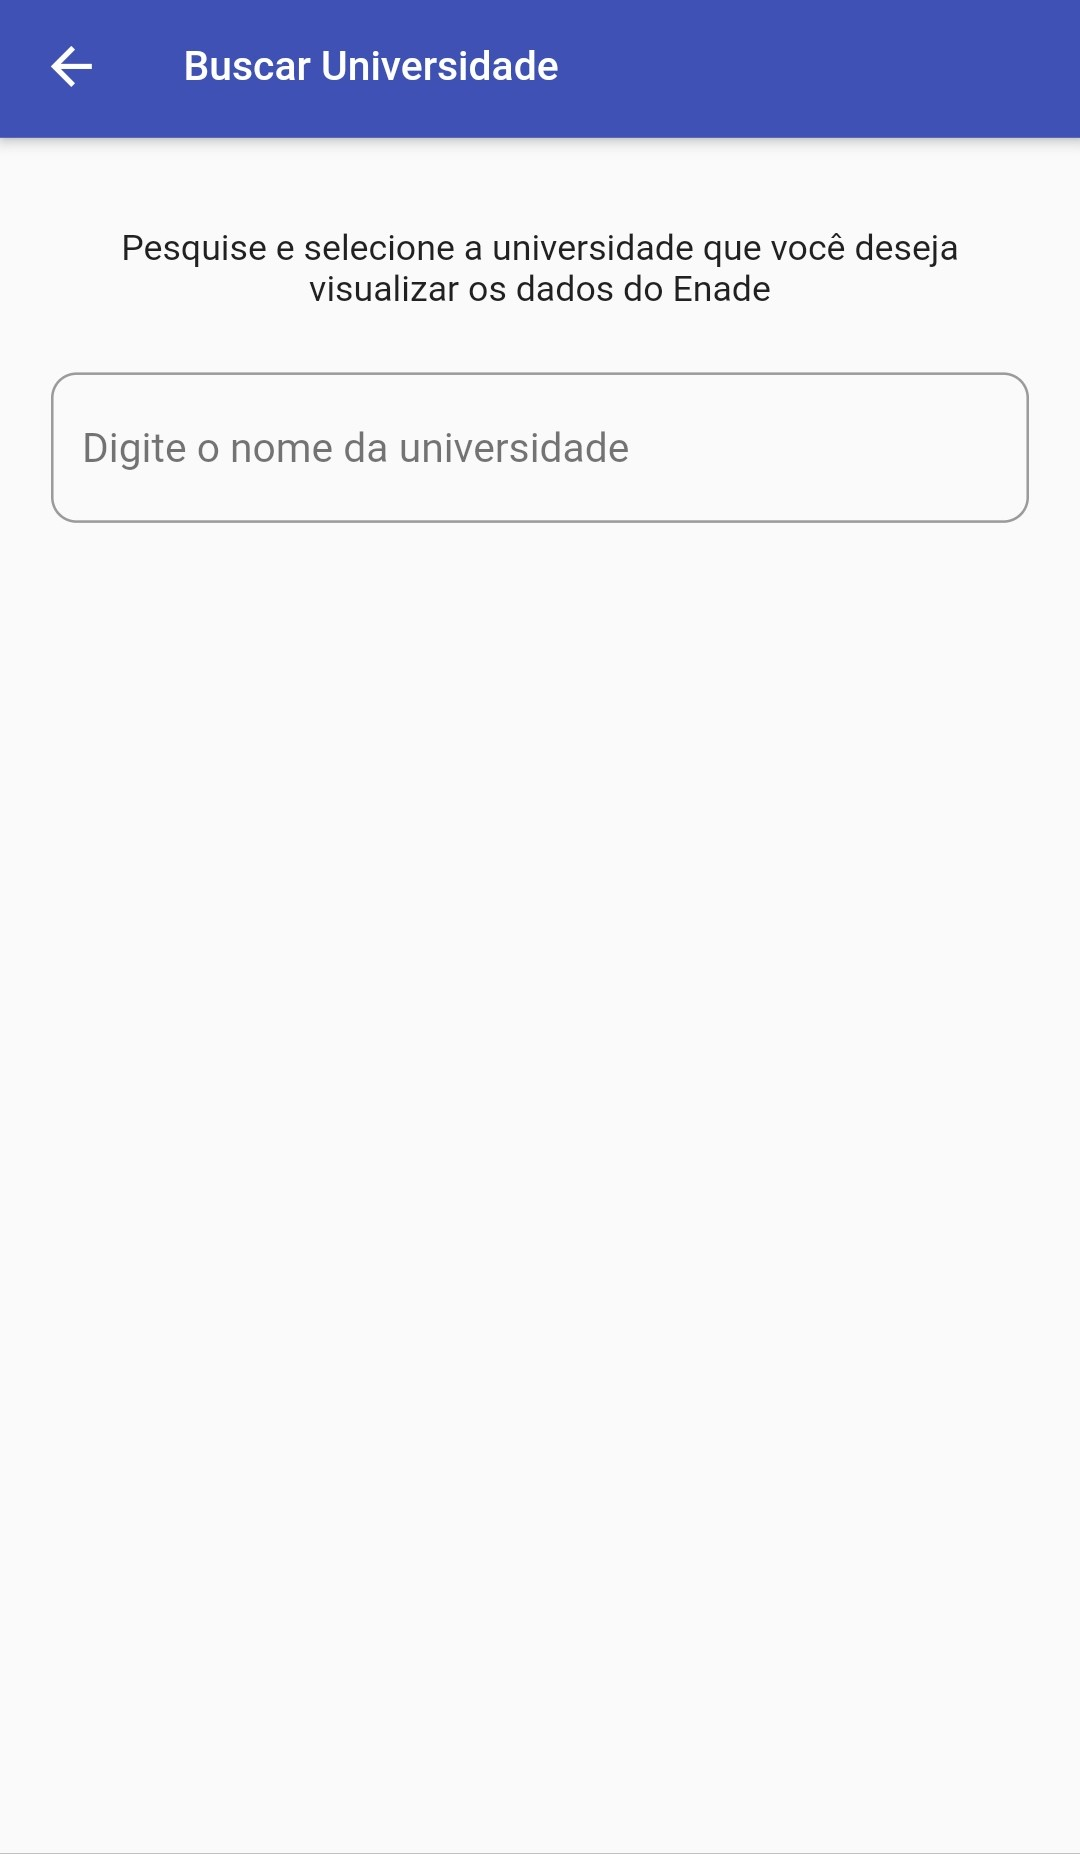 Buscar Universidade
Pesquise e selecione a universidade que você deseja
visualizar os dados do Enade
Digite o nome da universidade